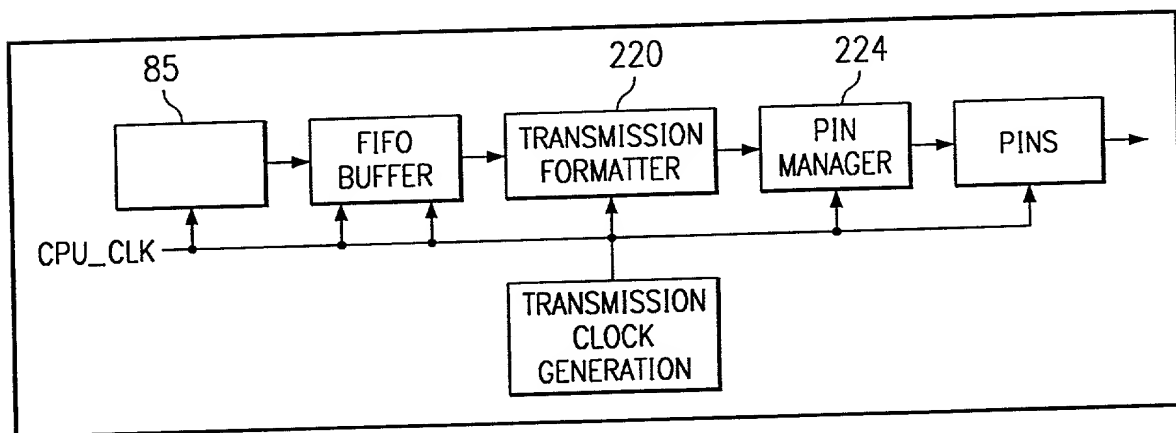 85
220
224
FIFO
BUFFER
TRANSMISSION
FORMATTER
PIN
MANAGER
PINS
CPU_CLK
TRANSMISSION
CLOCK
GENERATION